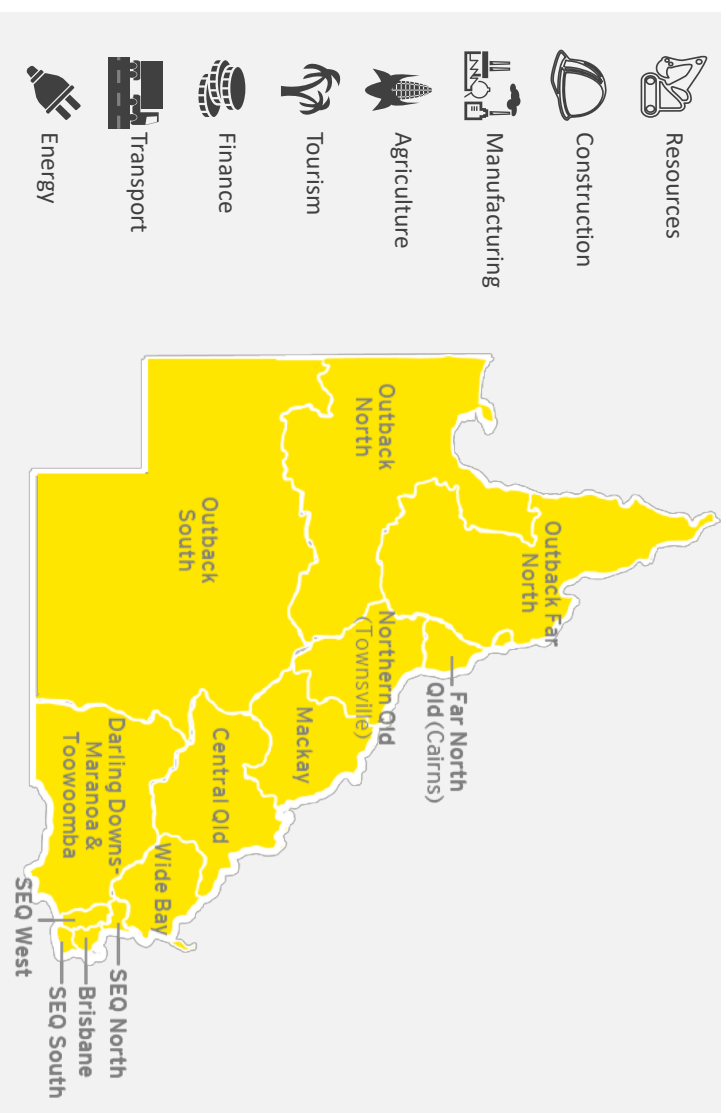 Resources
Construction
Manufacturing
Agriculture
Tourism
Finance
Transport
Energy
Outback Far
North
Outback
North
Far North
Qld (Cairns)
Northern Qld
(Townsville)
Mackay
Outback
South
Central Qld
Wide Bay
Darling Downs-
Maranoa &
Toowoomba
SEQ North
Brisbane
SEQ South
SEQ West